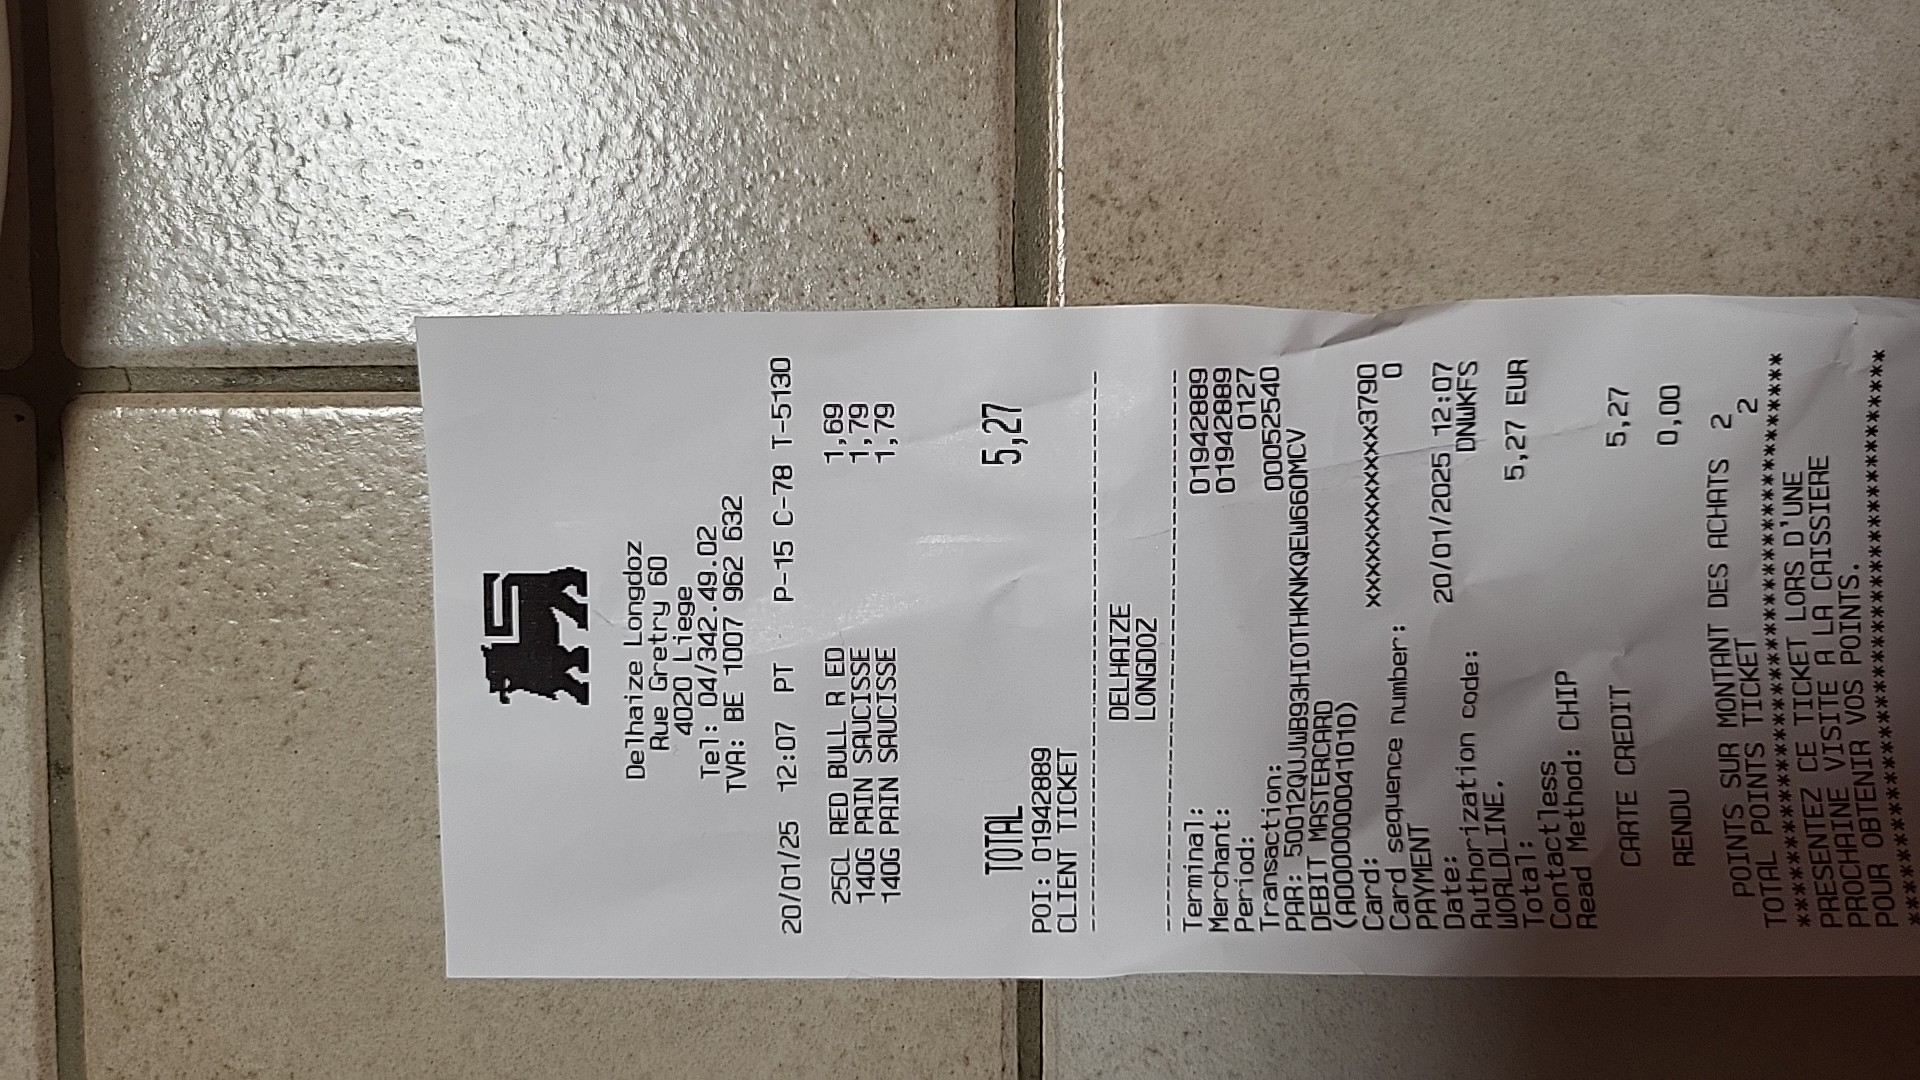 Delhaize Longdoz
Rue Gretry 60
4020 Liege
Tel: 04/342.49.02
TVA: BE 1007 962 632
20/01/25 12:07 PT P-15 C-78 T-5130
25CL RED BULL R ED 1,69
140G PAIN SAUCISSE 1,79
140G PAIN SAUCISSE 1,79
TOTAL 5,27
POI: 01942889
CLIENT TICKET
--------------------------------
DELHAIZE
LONGDOZ
--------------------------------
Terminal: 01942889
Merchant: 01942889
Period: 0127
Transaction: 00052540
PAR: 50012QUJWB93HIOTHKNKQEW660MCV
DEBIT MASTERCARD
(A0000000041010)
Card: xxxxxxxxxxxxx3790
Card sequence number: 0
PAYMENT
Date: 20/01/2025 12:07
Authorization code: DNWKFS
WORLDLINE.
Total: 5,27 EUR
Contactless
Read Method: CHIP
CARTE CREDIT 5,27
RENDU 0,00
POINTS SUR MONTANT DES ACHATS 2
TOTAL POINTS TICKET 2
****************************************
PRESENTEZ CE TICKET LORS D'UNE
PROCHAINE VISITE A LA CAISSIERE
POUR OBTENIR VOS POINTS.
****************************************